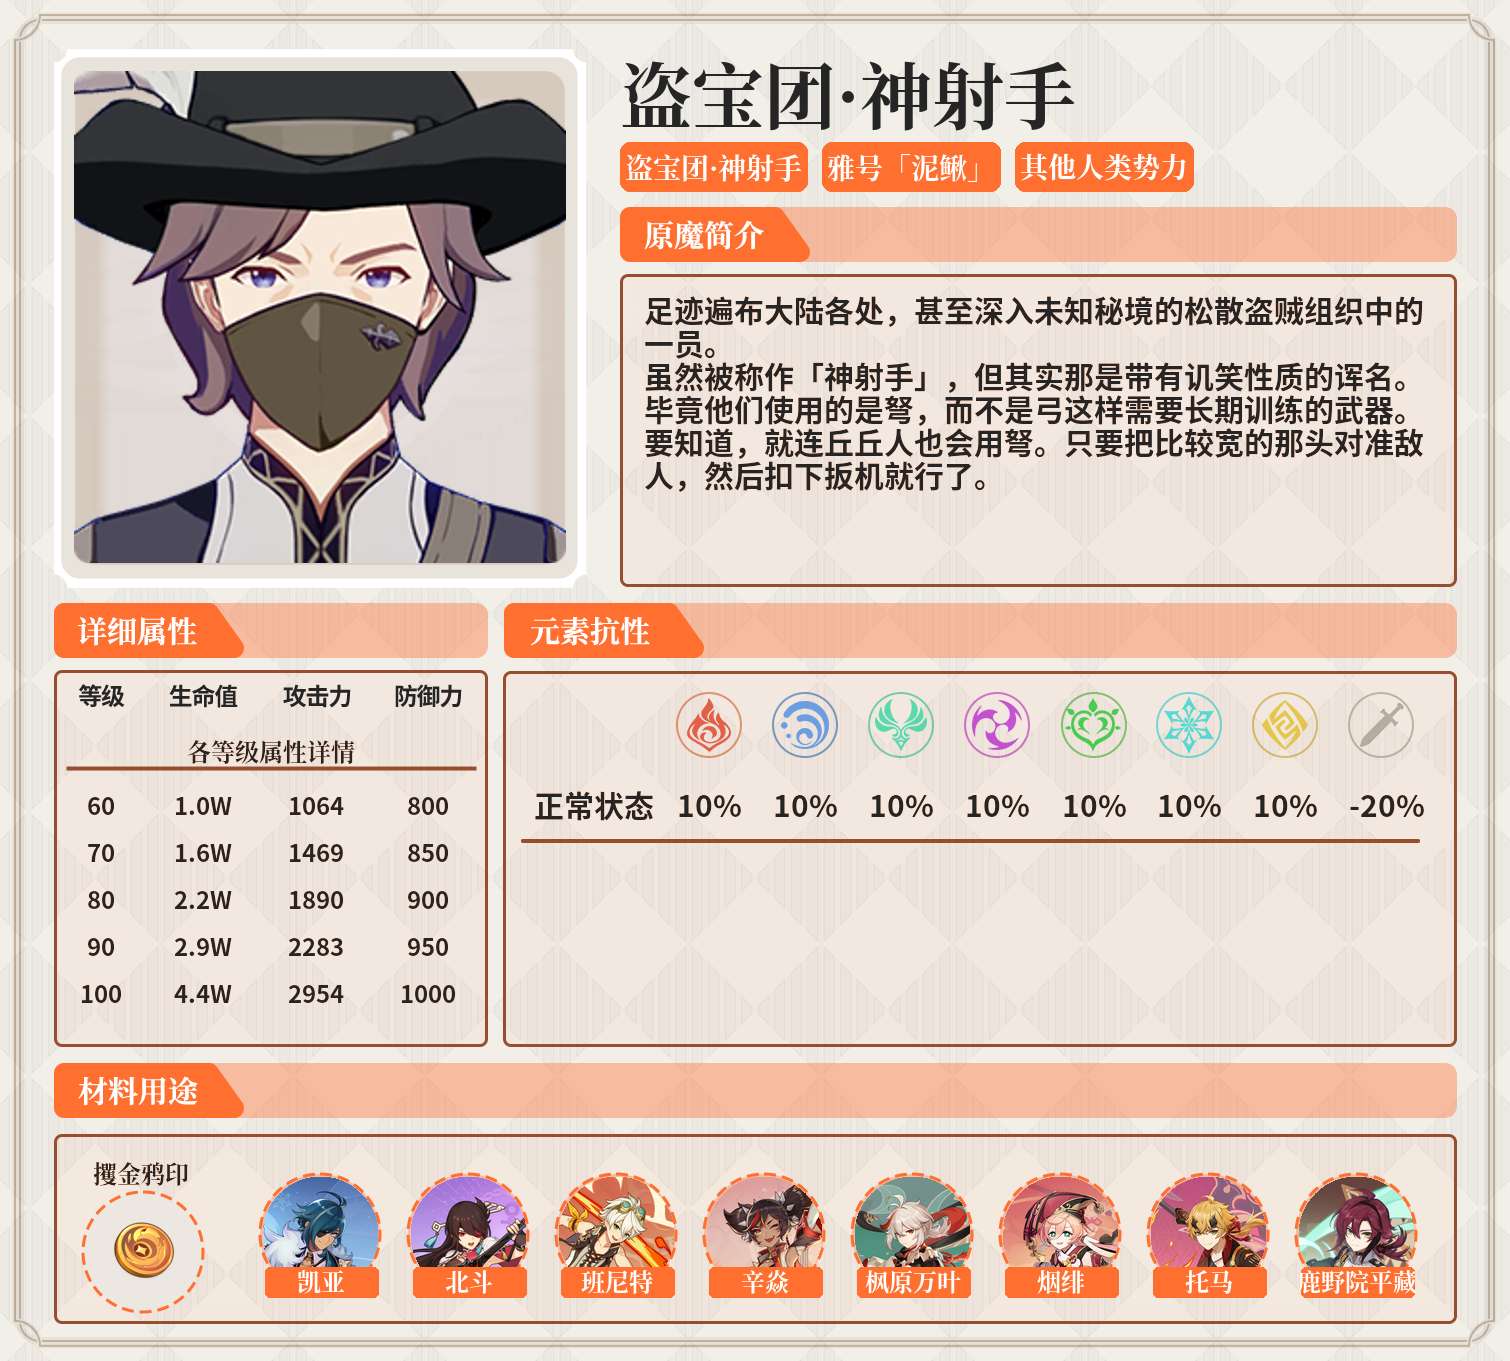 盗宝团·神射手
盗宝团·神射手 雅号「泥鳅」 其他人类势力
原魔简介
足迹遍布大陆各处，甚至深入未知秘境的松散盗贼组织中的
一员。
虽然被称作「神射手」，但其实那是带有讥笑性质的诨名。
毕竟他们使用的是弩，而不是弓这样需要长期训练的武器。
要知道，就连丘丘人也会用弩。只要把比较宽的那头对准敌
人，然后扣下扳机就行了。
详细属性
等级 生命值 攻击力 防御力
各等级属性详情
60 1.0W 1064 800
70 1.6W 1469 850
80 2.2W 1890 900
90 2.9W 2283 950
100 4.4W 2954 1000
元素抗性
正常状态 10% 10% 10% 10% 10% 10% 10% -20%
材料用途
攫金鸦印
凯亚 北斗 班尼特 辛焱 枫原万叶 烟绯 托马 鹿野院平藏